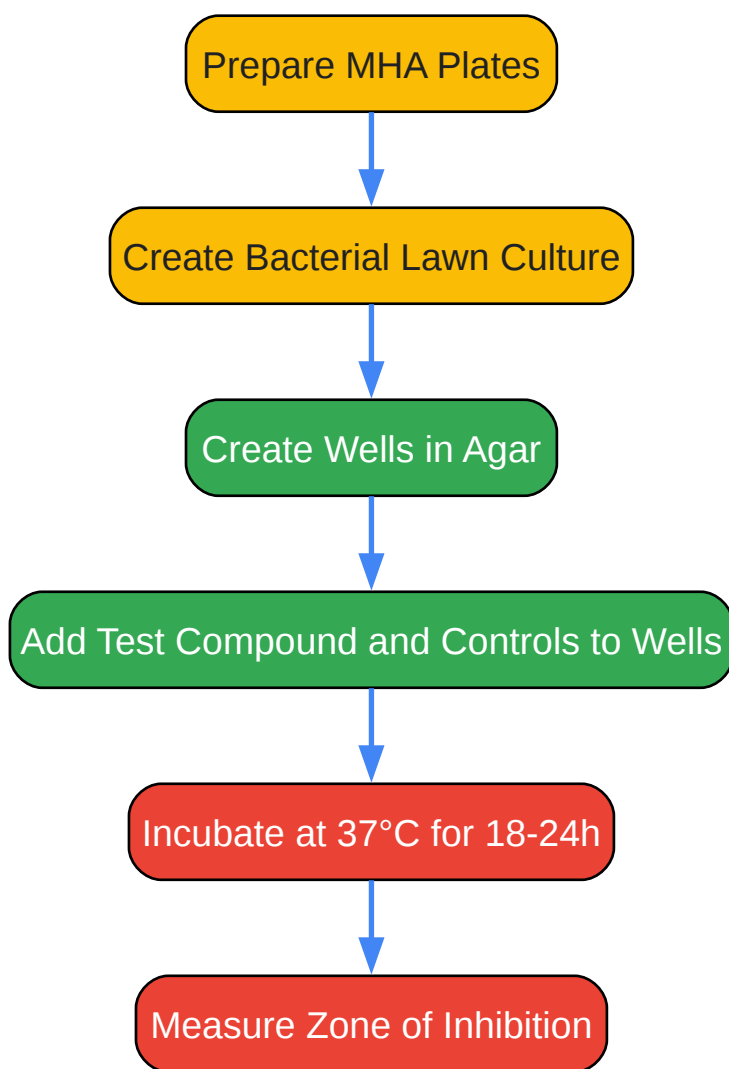 Prepare MHA Plates
Create Bacterial Lawn Culture
Create Wells in Agar
Add Test Compound and Controls to Wells
Incubate at 37°C for 18-24h
Measure Zone of Inhibition